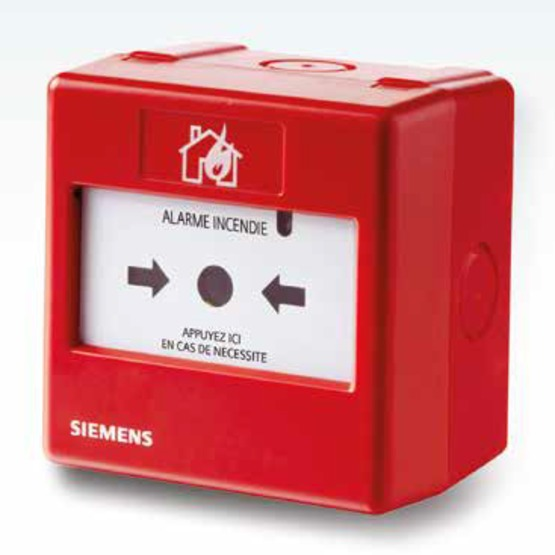 ALARME INCENDIE
APPUYEZ ICI
EN CAS DE NECESSITE
SIEMENS